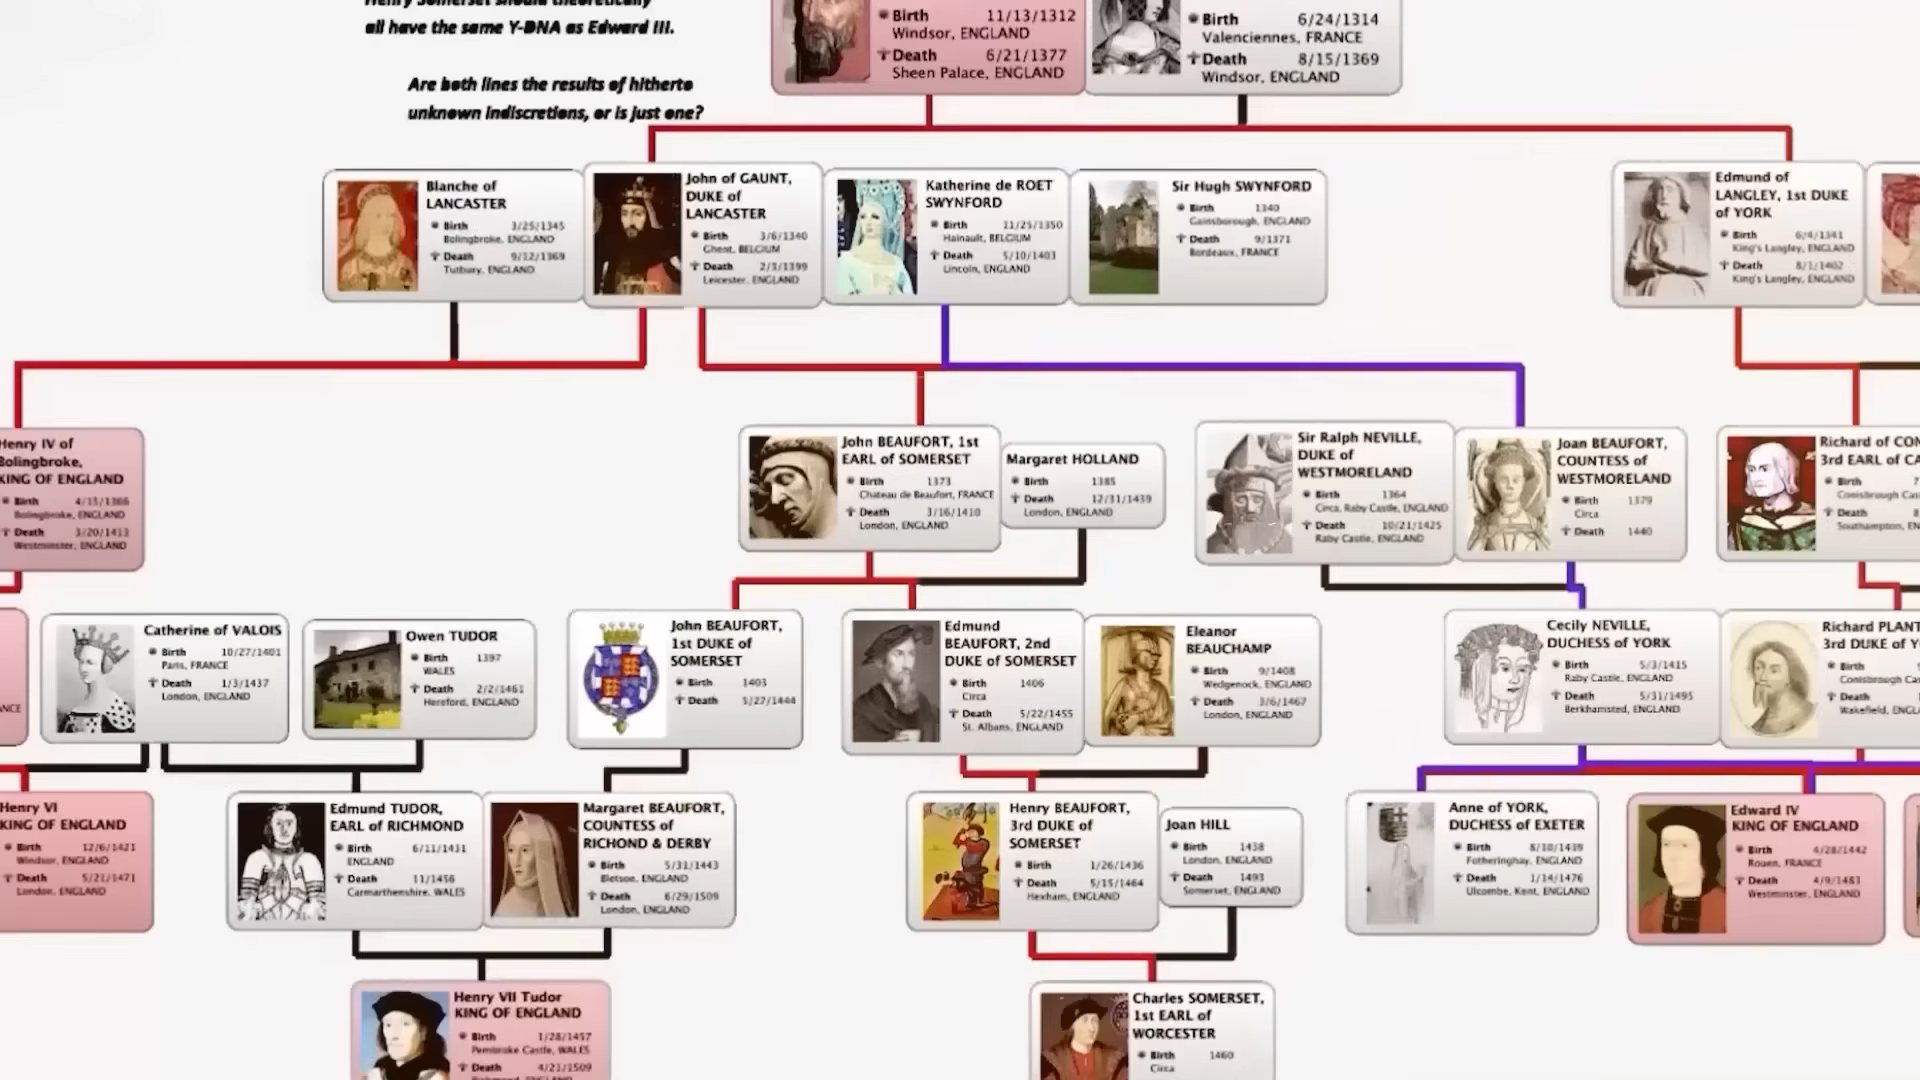 Henry Somerset should theoretically
all have the same Y-DNA as Edward III.
Are both lines the results of hitherto
unknown indiscretions, or is just one?
Birth 11/13/1312
Windsor, ENGLAND
Death 6/21/1377
Sheen Palace, ENGLAND
Birth 6/24/1314
Valenciennes, FRANCE
Death 8/15/1369
Windsor, ENGLAND
Blanche of
LANCASTER
Birth 3/25/1345
Bolingbroke, ENGLAND
Death 9/12/1369
Tutbury, ENGLAND
John of GAUNT,
DUKE of
LANCASTER
Birth 3/6/1340
Ghent, BELGIUM
Death 2/3/1399
Leicester, ENGLAND
Katherine de ROET
SWYNFORD
Birth 11/25/1350
Hainault, BELGIUM
Death 5/10/1403
Lincoln, ENGLAND
Sir Hugh SWYNFORD
Birth 1340
Gainsborough, ENGLAND
Death 9/1371
Bordeaux, FRANCE
Edmund of
LANGLEY, 1st DUKE
of YORK
Birth 6/4/1341
King's Langley, ENGLAND
Death 8/1/1402
King's Langley, ENGLAND
Henry IV of
Bolingbroke,
KING OF ENGLAND
Birth 4/13/1366
Bolingbroke, ENGLAND
Death 3/20/1413
Westminster, ENGLAND
John BEAUFORT, 1st
EARL of SOMERSET
Birth 1373
Chateau de Beaufort, FRANCE
Death 3/16/1410
London, ENGLAND
Margaret HOLLAND
Birth 1385
Death 12/31/1439
London, ENGLAND
Sir Ralph NEVILLE,
DUKE of
WESTMORELAND
Birth 1364
Circa, Raby Castle, ENGLAND
Death 10/21/1425
Raby Castle, ENGLAND
Joan BEAUFORT,
COUNTESS of
WESTMORELAND
Birth 1379
Circa
Death 1440
Richard of CON
3rd EARL of CA
Birth 7
Conisbrough Cas
Death 8
Southampton, EN
NCE
Catherine of VALOIS
Birth 10/27/1401
Paris, FRANCE
Death 1/3/1437
London, ENGLAND
Owen TUDOR
Birth 1397
WALES
Death 2/2/1461
Hereford, ENGLAND
John BEAUFORT,
1st DUKE of
SOMERSET
Birth 1403
Death 5/27/1444
Edmund
BEAUFORT, 2nd
DUKE of SOMERSET
Birth 1406
Circa
Death 5/22/1455
St. Albans, ENGLAND
Eleanor
BEAUCHAMP
Birth 9/1408
Wedgenock, ENGLAND
Death 3/6/1467
London, ENGLAND
Cecily NEVILLE,
DUCHESS of YORK
Birth 5/3/1415
Raby Castle, ENGLAND
Death 5/31/1495
Berkhamsted, ENGLAND
Richard PLANT
3rd DUKE of Y
Birth
Conisbrough Cas
Death
Wakefield, ENGLA
Henry VI
KING OF ENGLAND
Birth 12/6/1421
Windsor, ENGLAND
Death 5/21/1471
London, ENGLAND
Edmund TUDOR,
EARL of RICHMOND
Birth 6/11/1431
ENGLAND
Death 11/1456
Carmarthenshire, WALES
Margaret BEAUFORT,
COUNTESS of
RICHOND & DERBY
Birth 5/31/1443
Bletsoe, ENGLAND
Death 6/29/1509
London, ENGLAND
Henry BEAUFORT,
3rd DUKE of
SOMERSET
Birth 1/26/1436
Death 5/15/1464
Hexham, ENGLAND
Joan HILL
Birth 1438
London, ENGLAND
Death 1493
Somerset, ENGLAND
Anne of YORK,
DUCHESS of EXETER
Birth 8/10/1439
Fotheringhay, ENGLAND
Death 1/14/1476
Ulcombe, Kent, ENGLAND
Edward IV
KING OF ENGLAND
Birth 4/28/1442
Rouen, FRANCE
Death 4/9/1483
Westminster, ENGLAND
Henry VII Tudor
KING OF ENGLAND
Birth 1/28/1457
Pembroke Castle, WALES
Death 4/21/1509
Richmond, ENGLAND
Charles SOMERSET,
1st EARL of
WORCESTER
Birth 1460
Circa